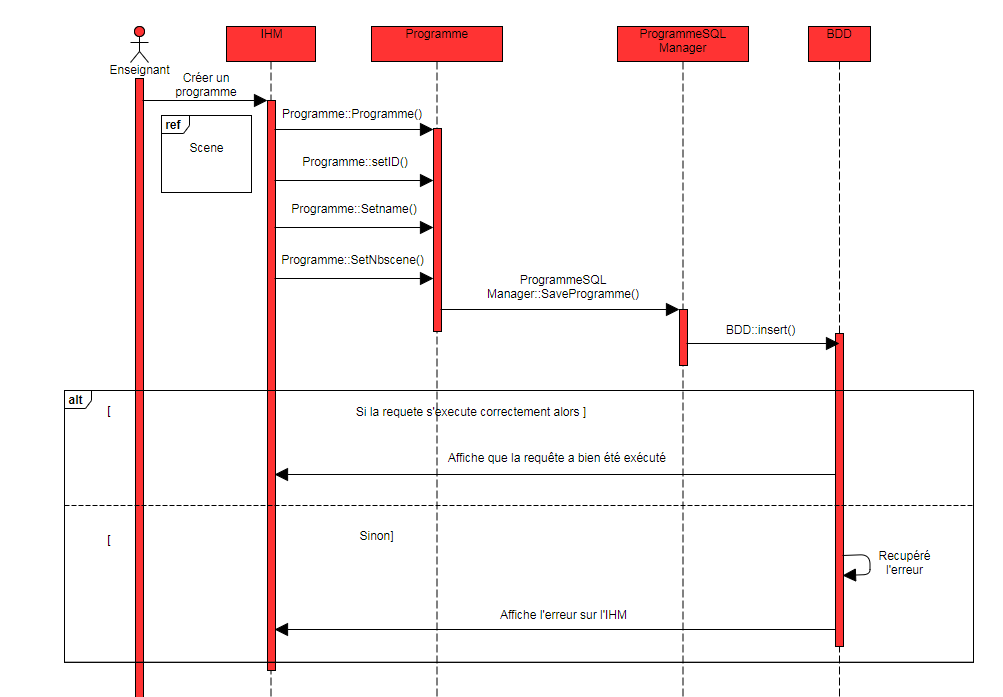 IHM
Programme
ProgrammeSQL
Manager
BDD
Enseignant
Créer un
programme
Programme::Programme()
ref
Scene
Programme::setID()
Programme::Setname()
Programme::SetNbscene()
ProgrammeSQL
Manager::SaveProgramme()
BDD::insert()
alt
[ Si la requete s'execute correctement alors ]
Affiche que la requête a bien été exécuté
[ Sinon]
Recupéré
l'erreur
Affiche l'erreur sur l'IHM